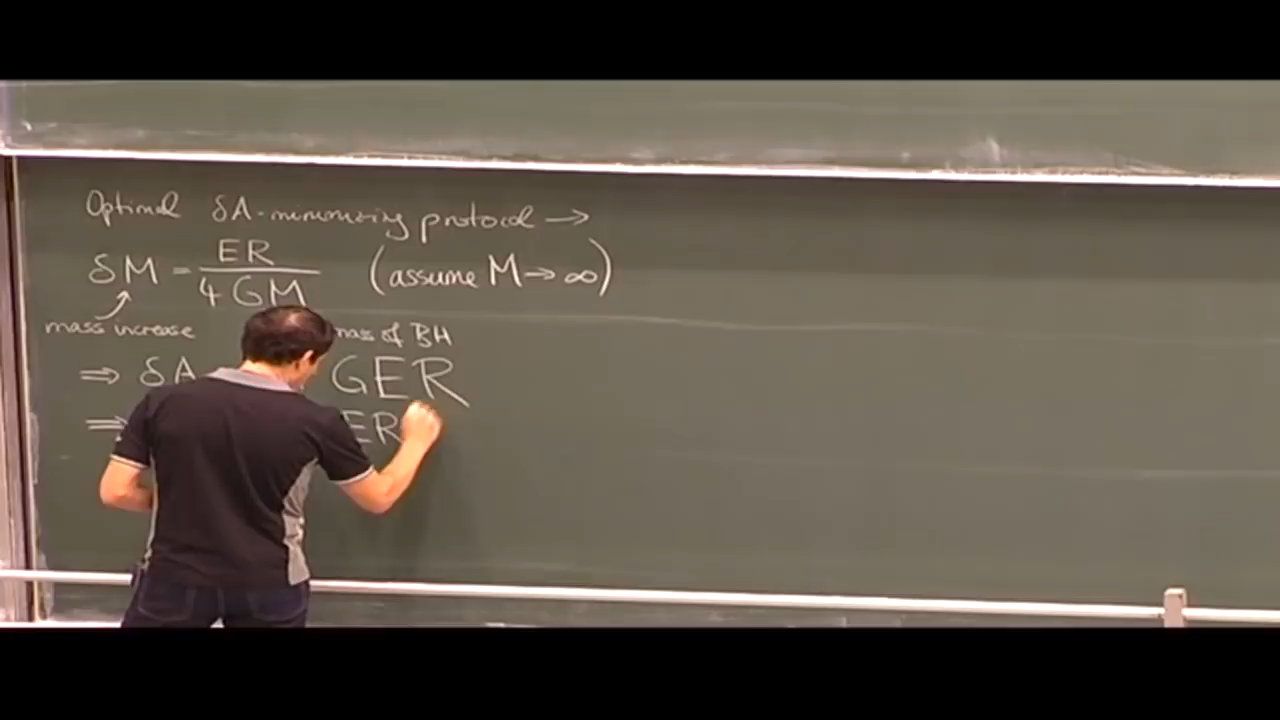 Optimal δA-minimizing protocol →
δM = ER / 4GM (assume M → ∞)
mass increase mass of BH
⇒ δA GER
⇒ ER